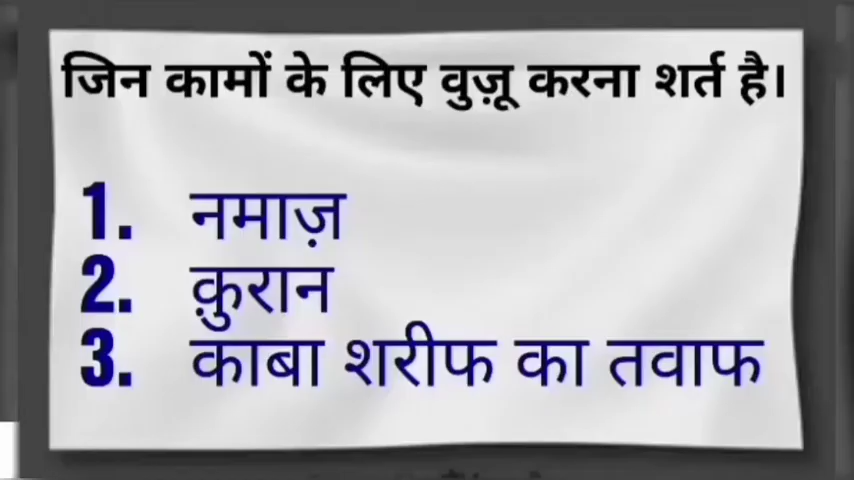 जिन कामों के लिए वुज़ू करना शर्त है।
1. नमाज़
2. क़ुरान
3. काबा शरीफ का तवाफ